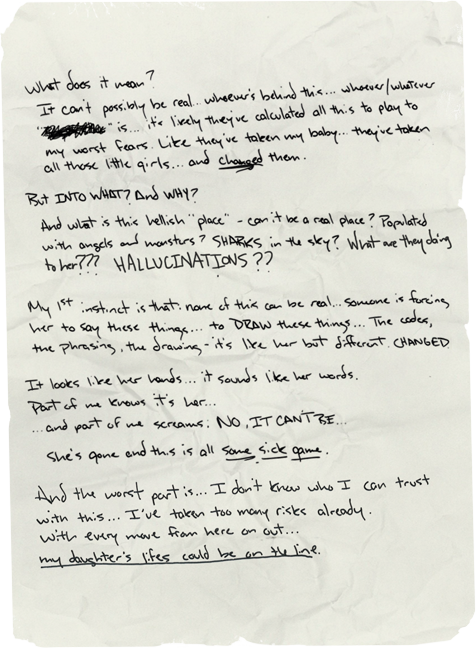 What does it mean?
It can't possibly be real... whoever's behind this... whoever/whatever
" " is... it's likely they've calculated all this to play to
my worst fears. Like they've taken my baby... they've taken
all those little girls... and changed them.
But INTO WHAT? And WHY?
And what is this hellish "place" - can it be a real place? Populated
with angels and monsters? SHARKS in the sky? What are they doing
to her??? HALLUCINATIONS??
My 1st instinct is that: none of this can be real... someone is forcing
her to say these things... to DRAW these things... The codes,
the phrasing, the drawing - it's like her but different. CHANGED
It looks like her hands... it sounds like her words.
Part of me knows it's her...
...and part of me screams: NO, IT CAN'T BE...
She's gone and this is all some sick game.
And the worst part is... I don't know who I can trust
with this... I've taken too many risks already.
With every move from here on out...
my daughter's lifes could be on the line.